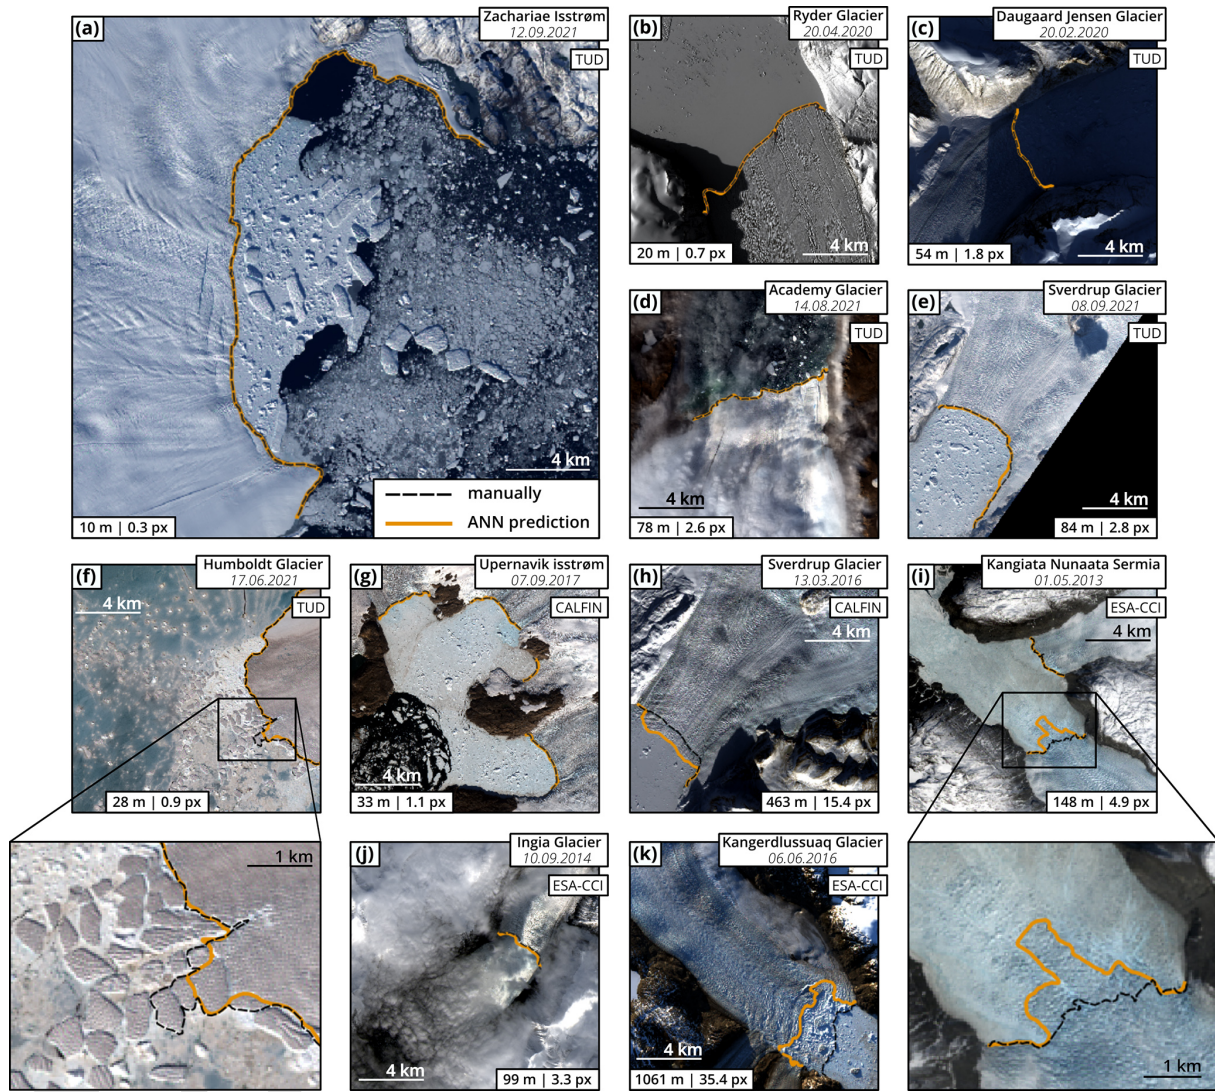 (a)
Zachariae Isstrøm
12.09.2021
TUD
4 km
manually
ANN prediction
10 m | 0.3 px
(b)
Ryder Glacier
20.04.2020
TUD
20 m | 0.7 px
4 km
(c)
Daugaard Jensen Glacier
20.02.2020
TUD
54 m | 1.8 px
4 km
(d)
Academy Glacier
14.08.2021
TUD
4 km
78 m | 2.6 px
(e)
Sverdrup Glacier
08.09.2021
TUD
4 km
84 m | 2.8 px
(f)
Humboldt Glacier
17.06.2021
TUD
4 km
28 m | 0.9 px
1 km
(g)
Upernavik isstrøm
07.09.2017
CALFIN
4 km
33 m | 1.1 px
(h)
Sverdrup Glacier
13.03.2016
CALFIN
4 km
463 m | 15.4 px
(i)
Kangiata Nunaata Sermia
01.05.2013
ESA-CCI
4 km
148 m | 4.9 px
1 km
(j)
Ingia Glacier
10.09.2014
ESA-CCI
4 km
99 m | 3.3 px
(k)
Kangerdlussuaq Glacier
06.06.2016
ESA-CCI
4 km
1061 m | 35.4 px